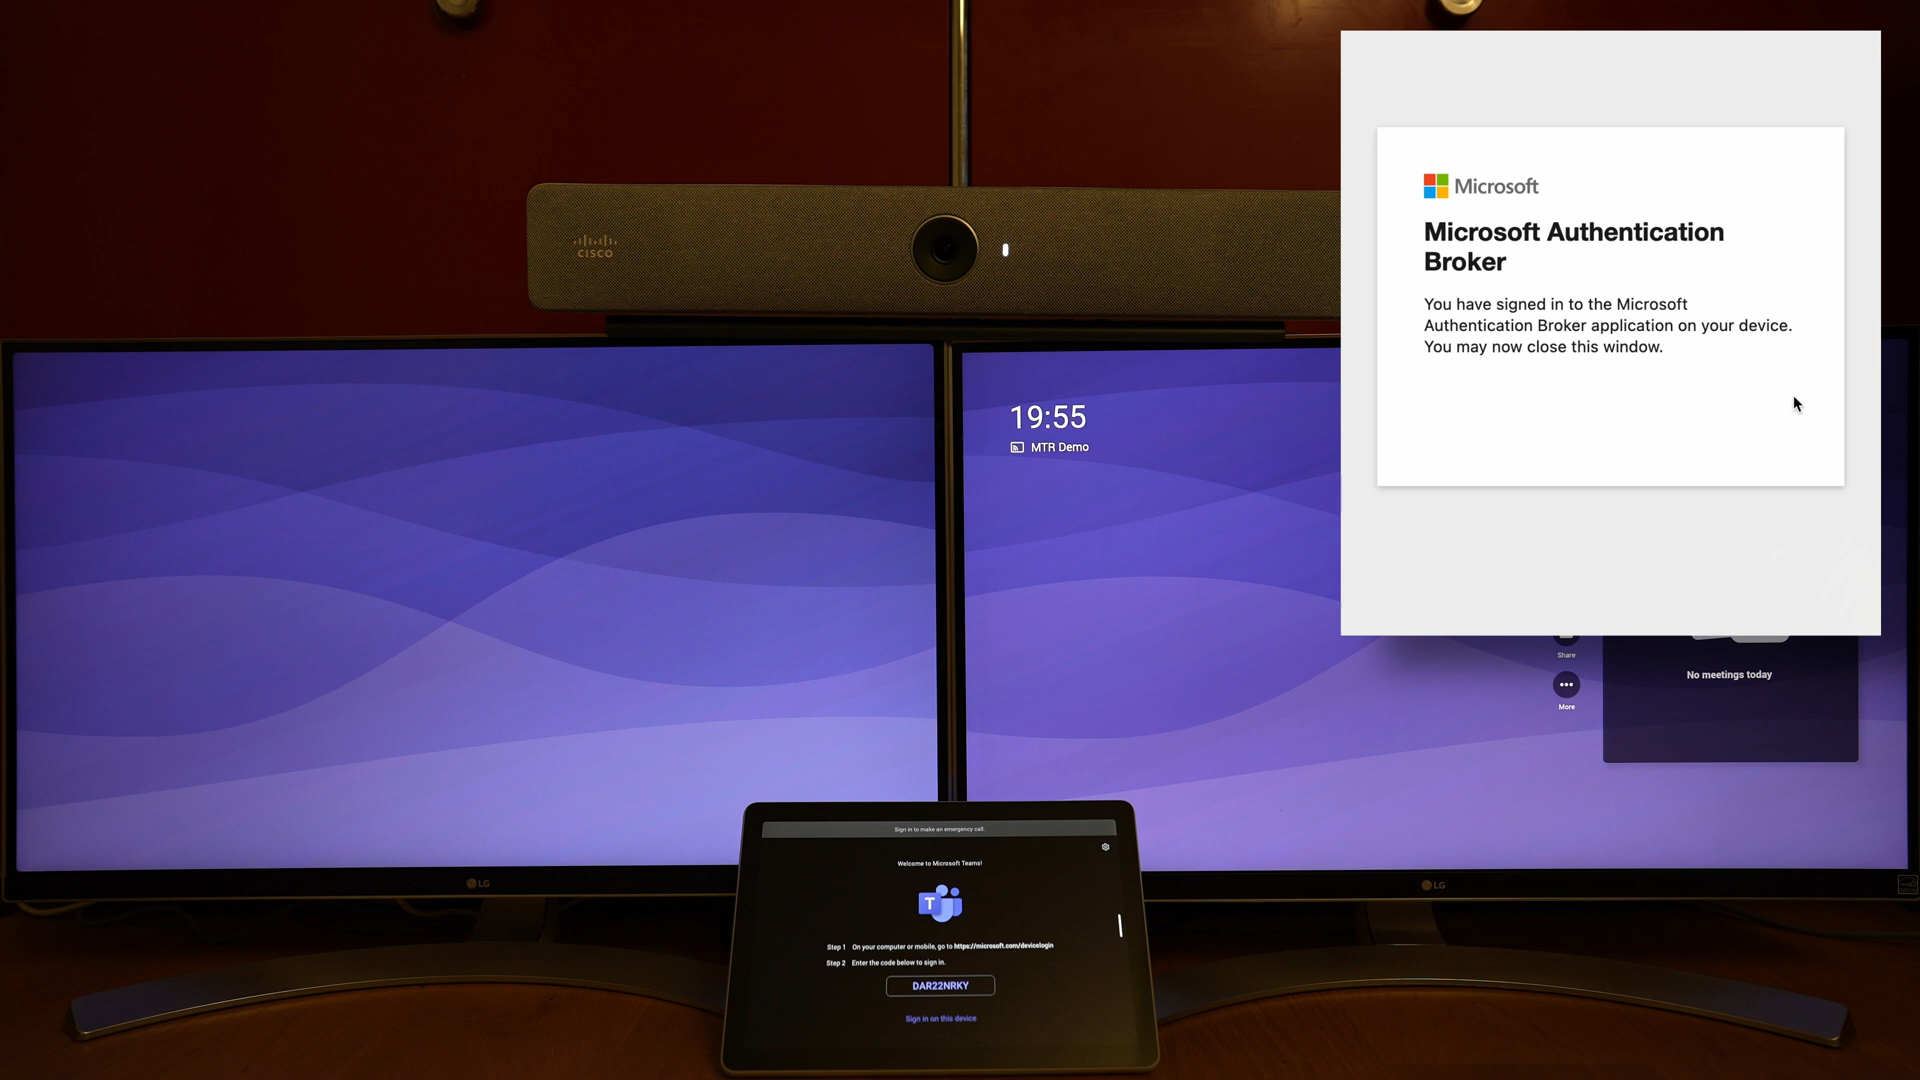 Microsoft
Microsoft Authentication
Broker
You have signed in to the Microsoft
Authentication Broker application on your device.
You may now close this window.
CISCO
19:55
MTR Demo
Share
More
No meetings today
LG
LG
Sign in to make an emergency call.
Welcome to Microsoft Teams!
T
Step 1 On your computer or mobile, go to https://microsoft.com/devicelogin
Step 2 Enter the code below to sign in.
DAR22NRKY
Sign in on this device